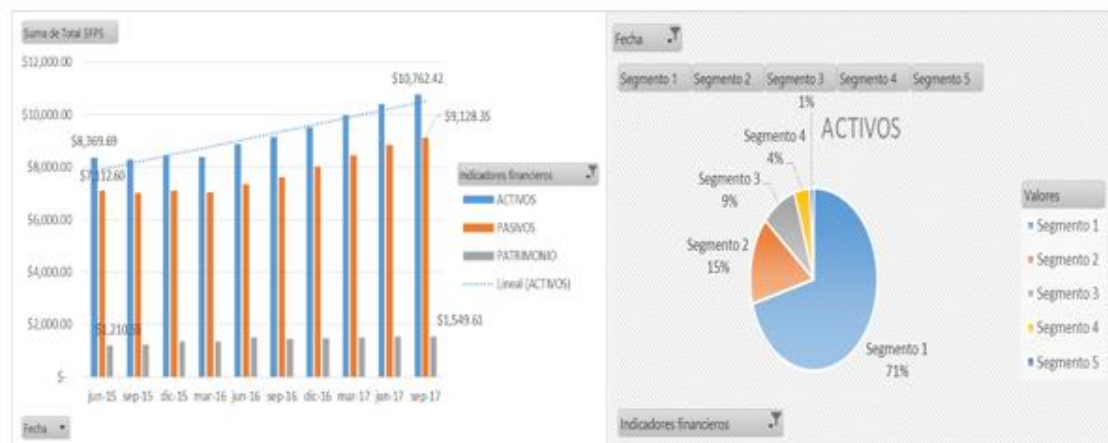 Suma de Total SFPS
$12,000.00
$10,000.00
$8,000.00
$6,000.00
$4,000.00
$2,000.00
$-
$8,369.69
$7,112.60
$10,762.42
$9,128.35
$1,549.61
jun-15 sep-15 dic-15 mar-16 jun-16 sep-16 dic-16 mar-17 jun-17 sep-17
Fecha
Indicadores financieros
ACTIVOS
PASIVOS
PATRIMONIO
Lineal (ACTIVOS)
Fecha
Segmento 1 Segmento 2 Segmento 3 Segmento 4 Segmento 5
ACTIVOS
1%
Segmento 4
4%
Segmento 3
9%
Segmento 2
15%
Segmento 1
71%
Valores
Segmento 1
Segmento 2
Segmento 3
Segmento 4
Segmento 5
Indicadores financieros